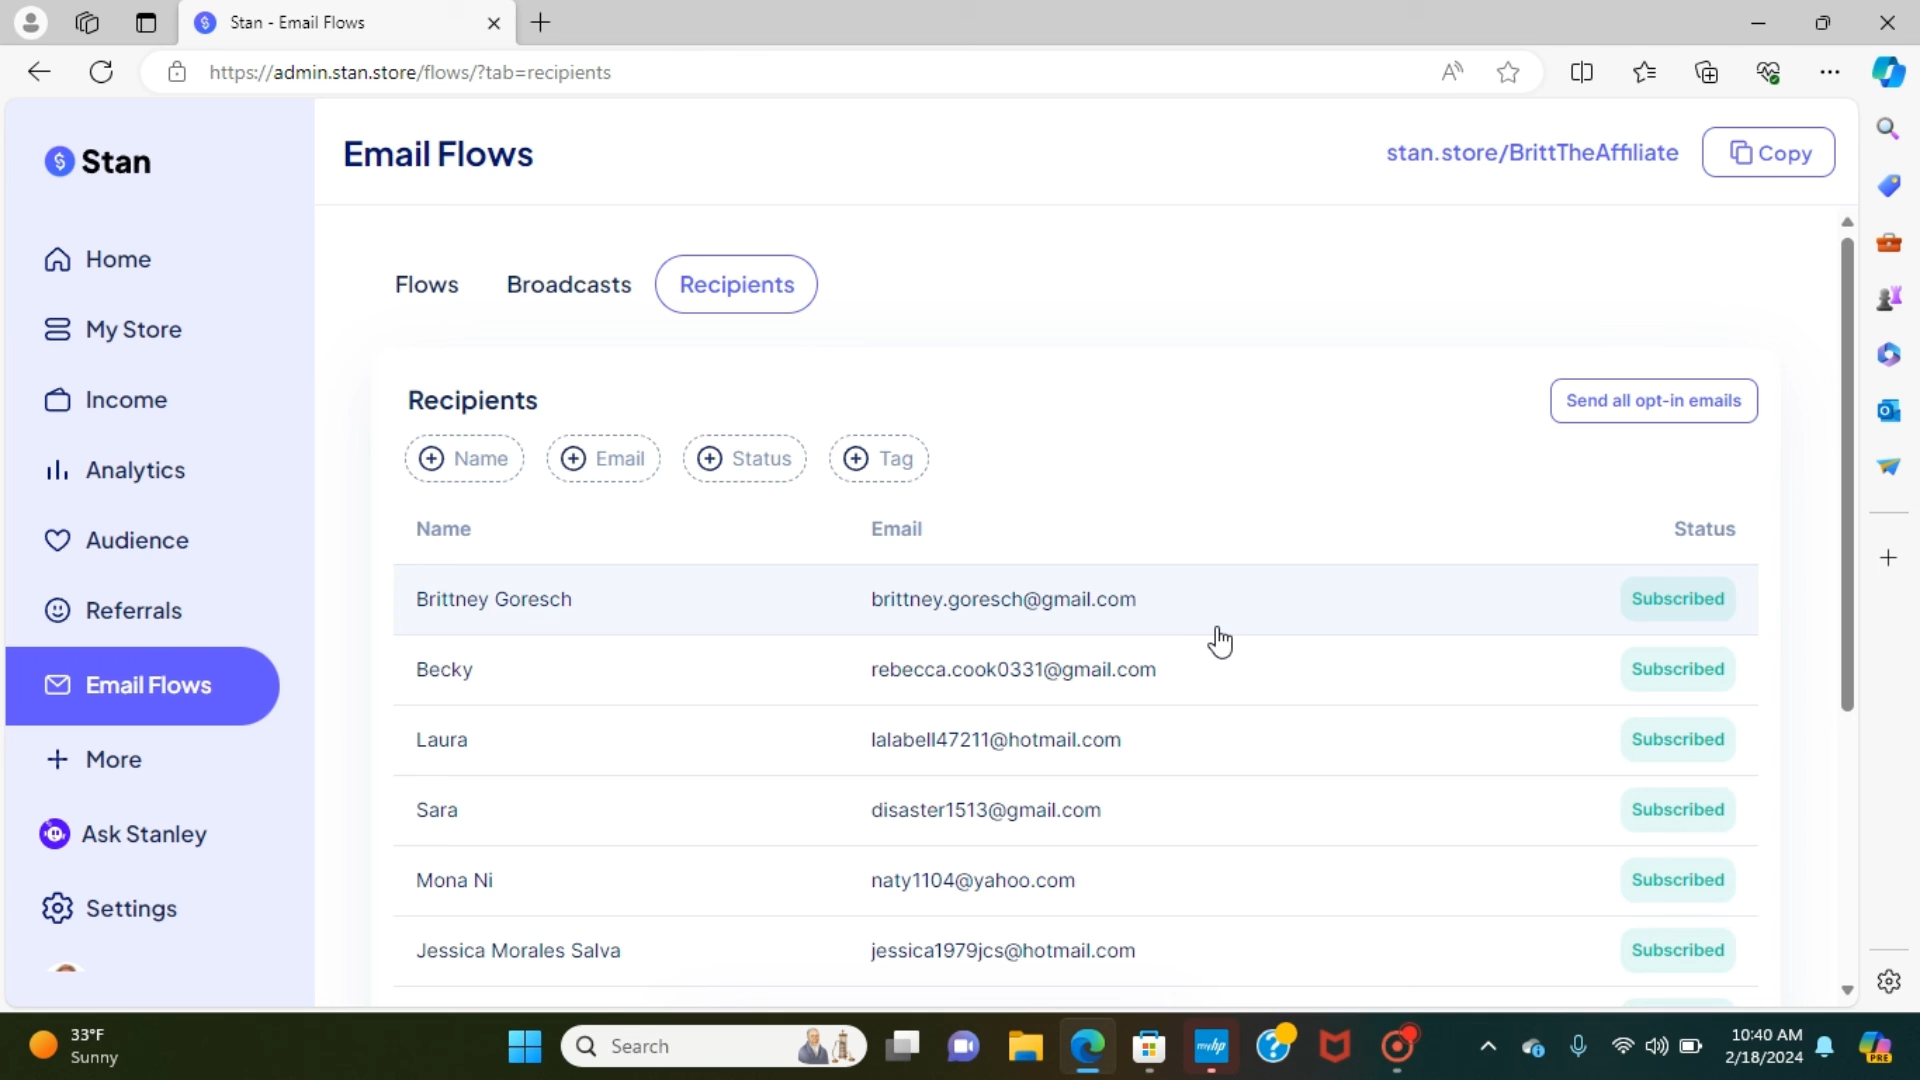 Stan - Email Flows
https://admin.stan.store/flows/?tab=recipients
Stan
Email Flows
stan.store/BrittTheAffiliate
Copy
Home
My Store
Income
Analytics
Audience
Referrals
Email Flows
More
Ask Stanley
Settings
Flows Broadcasts Recipients
Recipients
Send all opt-in emails
Name Email Status Tag
Name Email Status
Brittney Goresch brittney.goresch@gmail.com Subscribed
Becky rebecca.cook0331@gmail.com Subscribed
Laura lalabell47211@hotmail.com Subscribed
Sara disaster1513@gmail.com Subscribed
Mona Ni naty1104@yahoo.com Subscribed
Jessica Morales Salva jessica1979jcs@hotmail.com Subscribed
33°F
Sunny
Search
myhp
10:40 AM
2/18/2024
PRE